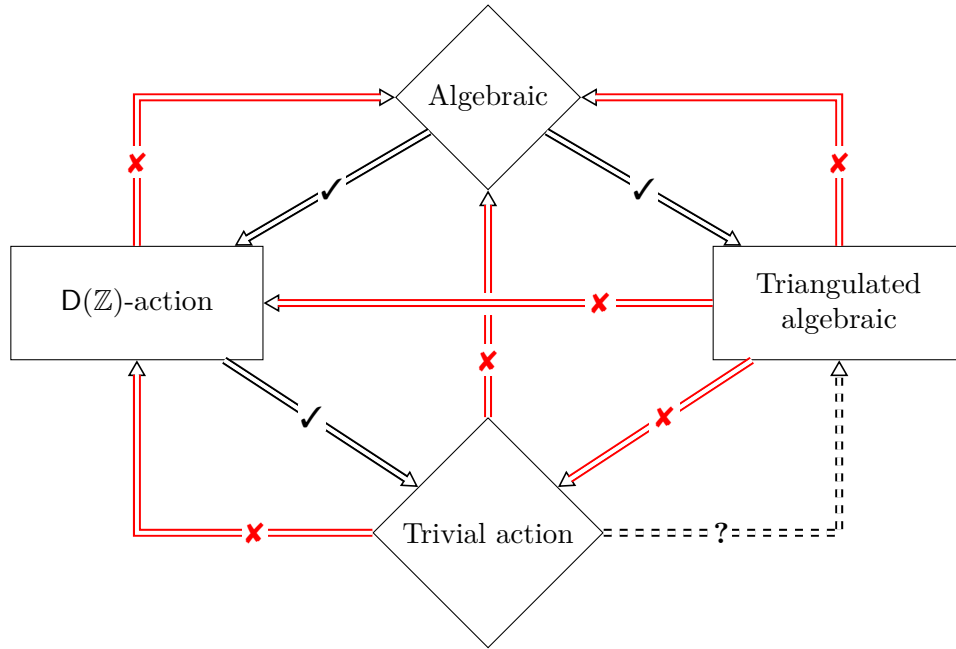 Algebraic
✘
✘
✓
✓
D(ℤ)-action
Triangulated
algebraic
✘
✘
✘
✓
Trivial action
✘
?